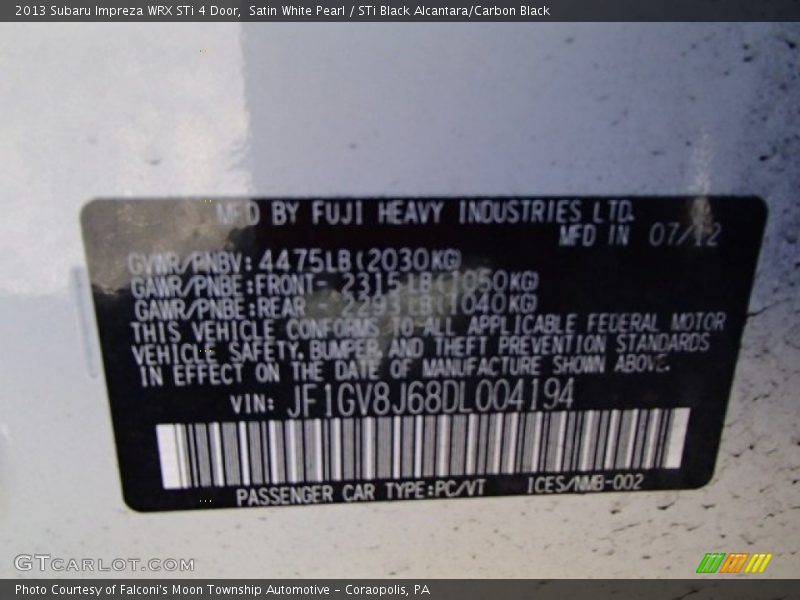 2013 Subaru Impreza WRX STi 4 Door, Satin White Pearl / STi Black Alcantara/Carbon Black
MFD BY FUJI HEAVY INDUSTRIES LTD.
MFD IN 07/12
GVWR/PNBV: 4475LB(2030KG)
GAWR/PNBE:FRONT- 2315LB(1050KG)
GAWR/PNBE:REAR - 2293LB(1040KG)
THIS VEHICLE CONFORMS TO ALL APPLICABLE FEDERAL MOTOR
VEHICLE SAFETY, BUMPER, AND THEFT PREVENTION STANDARDS
IN EFFECT ON THE DATE OF MANUFACTURE SHOWN ABOVE.
VIN: JF1GV8J68DL004194
PASSENGER CAR TYPE:PC/VT ICES/NMB-002
GTCARLOT.COM
Photo Courtesy of Falconi's Moon Township Automotive – Coraopolis, PA